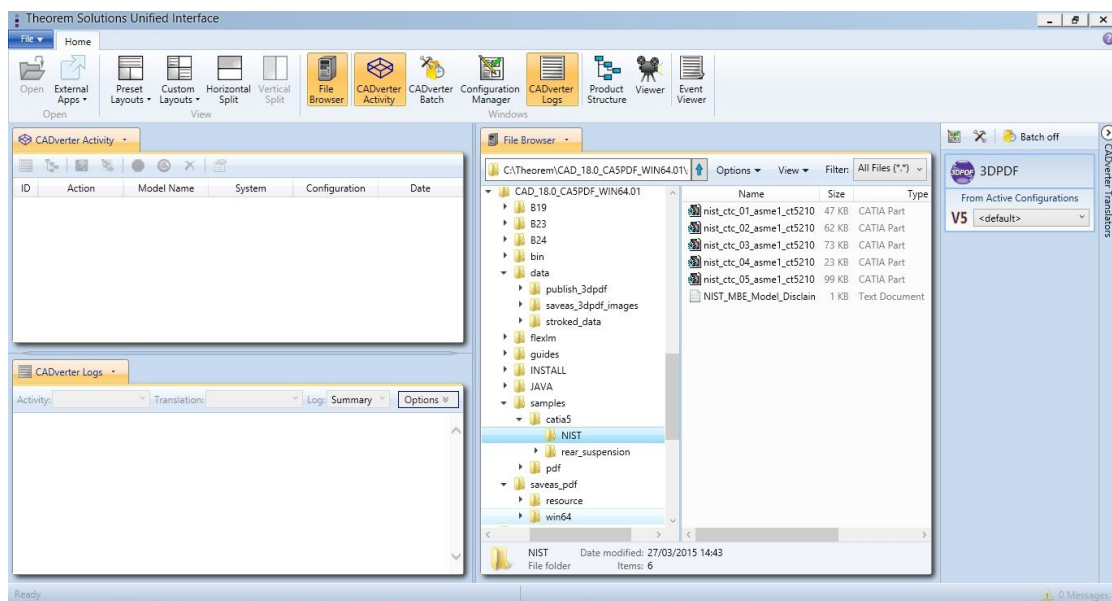 Theorem Solutions Unified Interface
File
Home
Open
External Apps
Preset Layouts
Custom Layouts
Horizontal Split
Vertical Split
File Browser
CADverter Activity
CADverter Batch
Configuration Manager
CADverter Logs
Product Structure
Viewer
Event Viewer
Open
View
Windows
CADverter Activity
ID Action Model Name System Configuration Date
CADverter Logs
Activity: Translation: Log: Summary Options
File Browser
C:\Theorem\CAD_18.0_CA5PDF_WIN64.01\ Options View Filter: All Files (*.*)
CAD_18.0_CA5PDF_WIN64.01
B19
B23
B24
bin
data
publish_3dpdf
saveas_3dpdf_images
stroked_data
flexlm
guides
INSTALL
JAVA
samples
catia5
NIST
rear_suspension
pdf
saveas_pdf
resource
win64
Name Size Type
nist_ctc_01_asme1_ct5210 47 KB CATIA Part
nist_ctc_02_asme1_ct5210 62 KB CATIA Part
nist_ctc_03_asme1_ct5210 73 KB CATIA Part
nist_ctc_04_asme1_ct5210 23 KB CATIA Part
nist_ctc_05_asme1_ct5210 99 KB CATIA Part
NIST_MBE_Model_Disclain 1 KB Text Document
NIST Date modified: 27/03/2015 14:43
File folder Items: 6
Batch off
3DPDF 3DPDF
From Active Configurations
V5 <default>
CADverter Translators
Ready
0 Messages